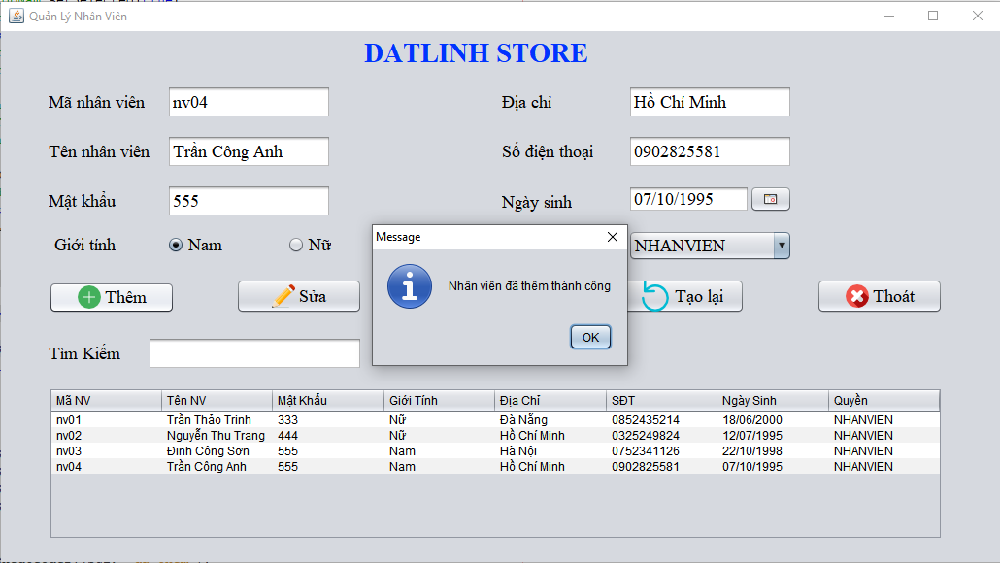 Quản Lý Nhân Viên
DATLINH STORE
Mã nhân viên nv04 Địa chỉ Hồ Chí Minh
Tên nhân viên Trần Công Anh Số điện thoại 0902825581
Mật khẩu 555 Ngày sinh 07/10/1995
Giới tính Nam Nữ NHANVIEN
Message
Nhân viên đã thêm thành công
OK
Thêm Sửa Tạo lại Thoát
Tìm Kiếm
Mã NV Tên NV Mật Khẩu Giới Tính Địa Chỉ SĐT Ngày Sinh Quyền
nv01 Trần Thảo Trinh 333 Nữ Đà Nẵng 0852435214 18/06/2000 NHANVIEN
nv02 Nguyễn Thu Trang 444 Nữ Hồ Chí Minh 0325249824 12/07/1995 NHANVIEN
nv03 Đinh Công Sơn 555 Nam Hà Nội 0752341126 22/10/1998 NHANVIEN
nv04 Trần Công Anh 555 Nam Hồ Chí Minh 0902825581 07/10/1995 NHANVIEN